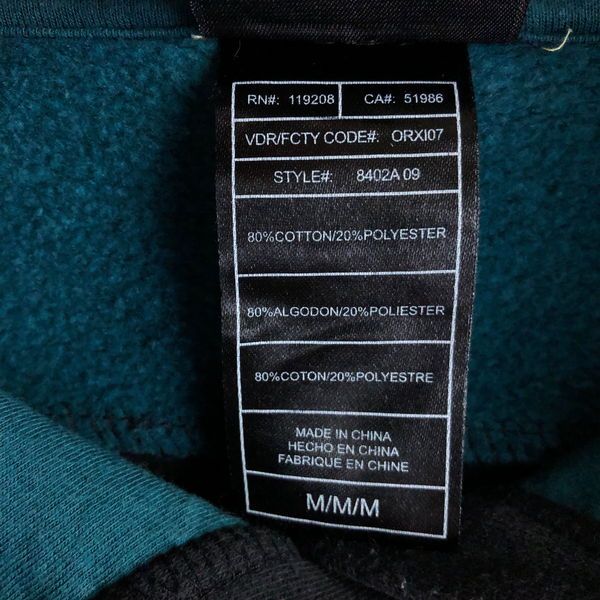 RN#: 119208 CA#: 51986
VDR/FCTY CODE#: ORXI07
STYLE#: 8402A 09
80%COTTON/20%POLYESTER
80%ALGODON/20%POLIESTER
80%COTON/20%POLYESTRE
MADE IN CHINA
HECHO EN CHINA
FABRIQUE EN CHINE
M/M/M